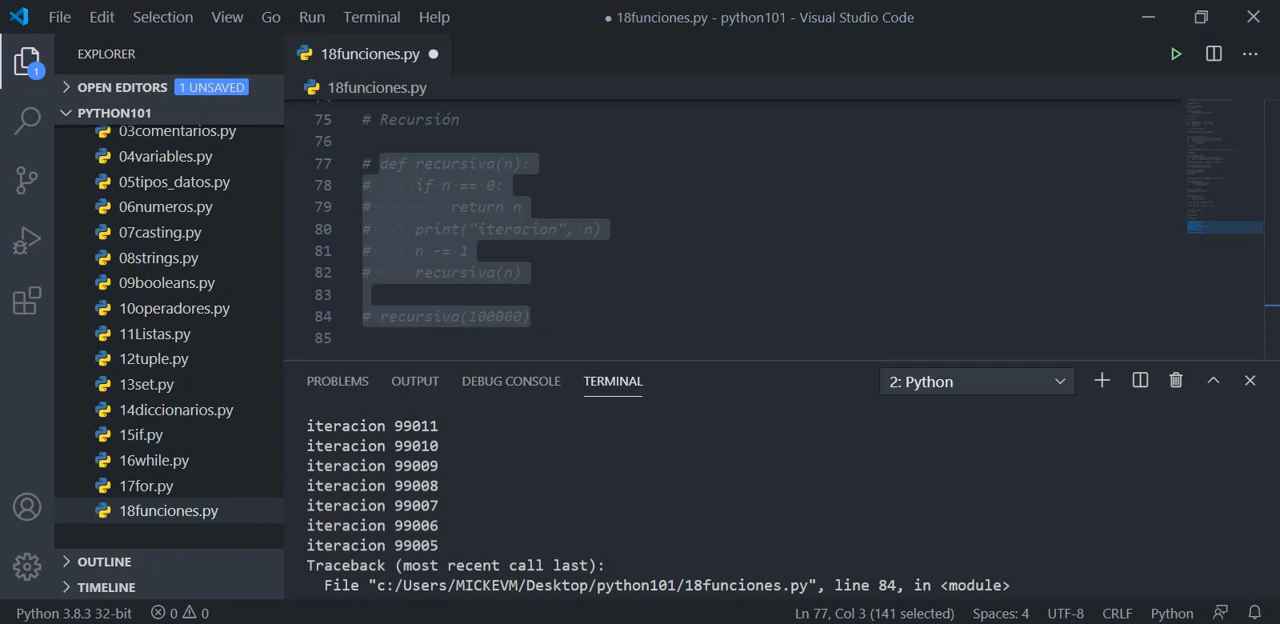 File Edit Selection View Go Run Terminal Help
● 18funciones.py - python101 - Visual Studio Code
EXPLORER
18funciones.py ●
OPEN EDITORS 1 UNSAVED
18funciones.py
PYTHON101
03comentarios.py
04variables.py
05tipos_datos.py
06numeros.py
07casting.py
08strings.py
09booleans.py
10operadores.py
11Listas.py
12tuple.py
13set.py
14diccionarios.py
15if.py
16while.py
17for.py
18funciones.py
OUTLINE
TIMELINE
1
75 # Recursión
76
77 # def recursiva(n):
78 #     if n == 0:
79 #         return n
80 #     print("iteracion", n)
81 #     n -= 1
82 #     recursiva(n)
83
84 # recursiva(100000)
85
PROBLEMS OUTPUT DEBUG CONSOLE TERMINAL 2: Python
iteracion 99011
iteracion 99010
iteracion 99009
iteracion 99008
iteracion 99007
iteracion 99006
iteracion 99005
Traceback (most recent call last):
  File "c:/Users/MICKEVM/Desktop/python101/18funciones.py", line 84, in <module>
Python 3.8.3 32-bit 0 0 Ln 77, Col 3 (141 selected) Spaces: 4 UTF-8 CRLF Python